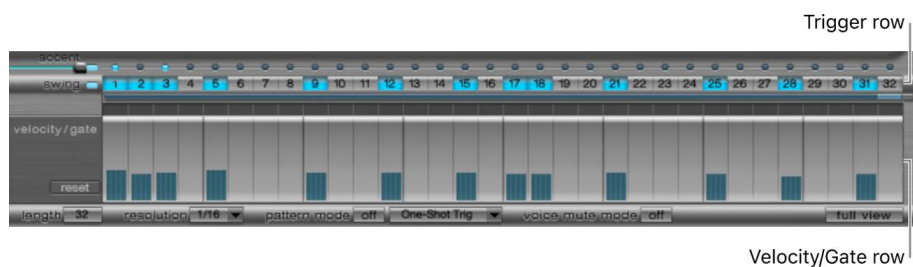 Trigger row
accent
swing 1 2 3 4 5 6 7 8 9 10 11 12 13 14 15 16 17 18 19 20 21 22 23 24 25 26 27 28 29 30 31 32
velocity/gate
reset
length 32 resolution 1/16 pattern mode off One-Shot Trig voice mute mode off full view
Velocity/Gate row